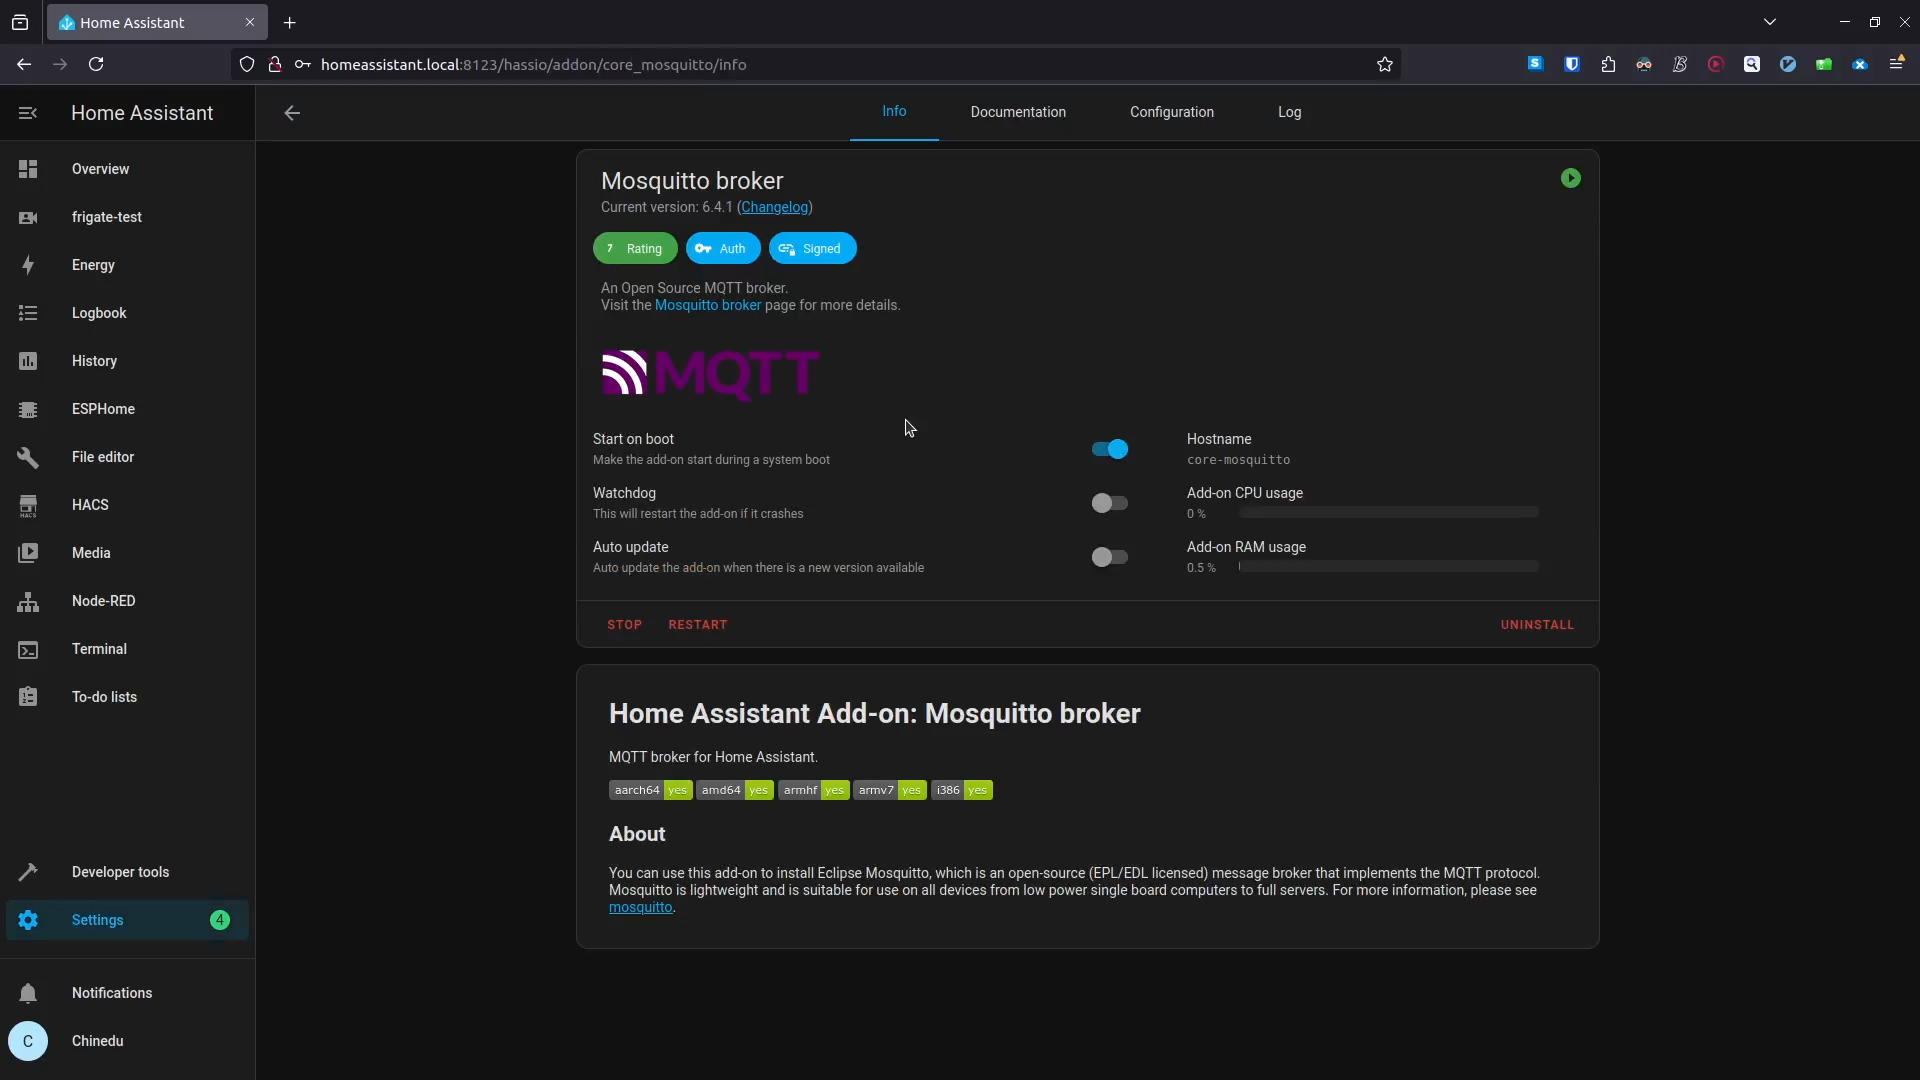 Home Assistant
homeassistant.local:8123/hassio/addon/core_mosquitto/info
Home Assistant
Overview
frigate-test
Energy
Logbook
History
ESPHome
File editor
HACS
Media
Node-RED
Terminal
To-do lists
Developer tools
Settings
4
Notifications
C
Chinedu
Info
Documentation
Configuration
Log
Mosquitto broker
Current version: 6.4.1 (Changelog)
7 Rating
Auth
Signed
An Open Source MQTT broker.
Visit the Mosquitto broker page for more details.
MQTT
Start on boot
Make the add-on start during a system boot
Watchdog
This will restart the add-on if it crashes
Auto update
Auto update the add-on when there is a new version available
Hostname
core-mosquitto
Add-on CPU usage
0 %
Add-on RAM usage
0.5 %
STOP
RESTART
UNINSTALL
Home Assistant Add-on: Mosquitto broker
MQTT broker for Home Assistant.
aarch64 yes amd64 yes armhf yes armv7 yes i386 yes
About
You can use this add-on to install Eclipse Mosquitto, which is an open-source (EPL/EDL licensed) message broker that implements the MQTT protocol.
Mosquitto is lightweight and is suitable for use on all devices from low power single board computers to full servers. For more information, please see
mosquitto.